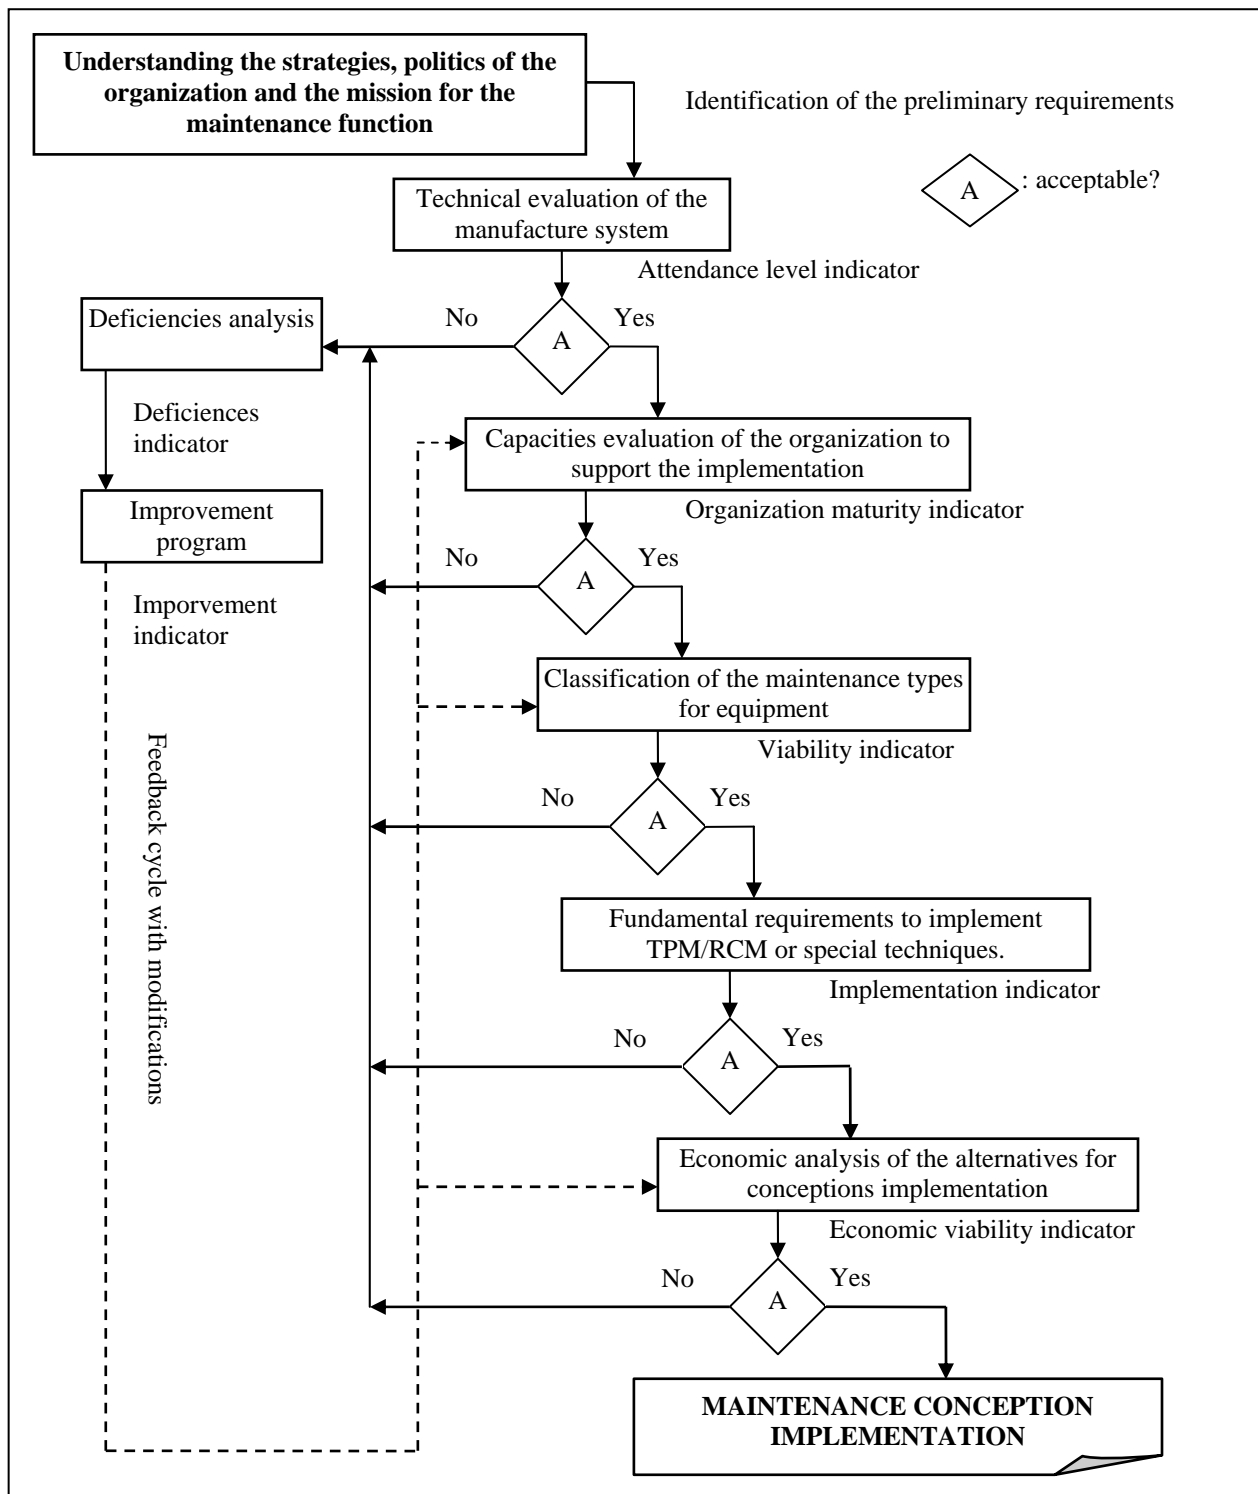 Understanding the strategies, politics of the
organization and the mission for the
maintenance function
Identification of the preliminary requirements
A
: acceptable?
Technical evaluation of the
manufacture system
Attendance level indicator
Deficiencies analysis
No
Yes
A
Deficiences
indicator
Capacities evaluation of the organization to
support the implementation
Organization maturity indicator
Improvement
program
No
Yes
A
Imporvement
indicator
Classification of the maintenance types
for equipment
Viability indicator
Feedback cycle with modifications
No
Yes
A
Fundamental requirements to implement
TPM/RCM or special techniques.
Implementation indicator
No
Yes
A
Economic analysis of the alternatives for
conceptions implementation
Economic viability indicator
No
Yes
A
MAINTENANCE CONCEPTION
IMPLEMENTATION